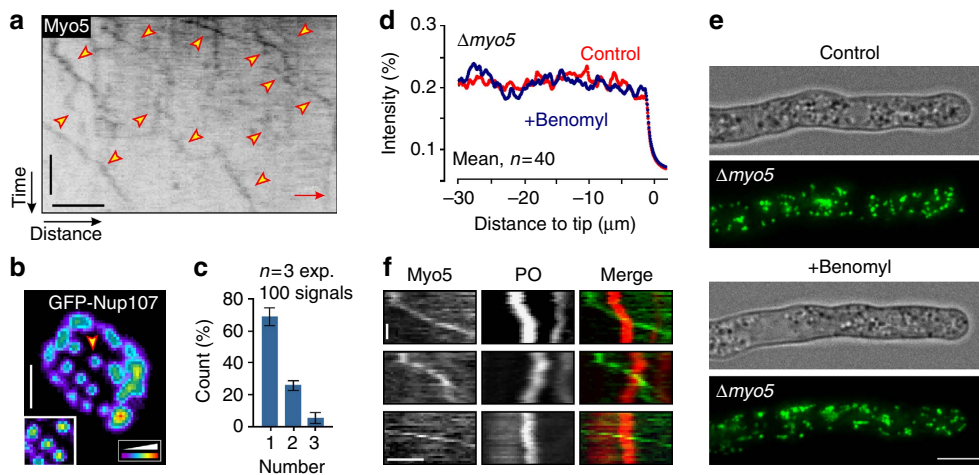 a
Myo5
Time
Distance
b
GFP-Nup107
c
n=3 exp.
100 signals
80
60
40
20
0
Count (%)
1 2 3
Number
d
Δmyo5
Control
+Benomyl
Mean, n=40
0.3
0.2
0.1
Intensity (%)
−30 −20 −10 0
Distance to tip (μm)
e
Control
Δmyo5
+Benomyl
Δmyo5
f
Myo5 PO Merge